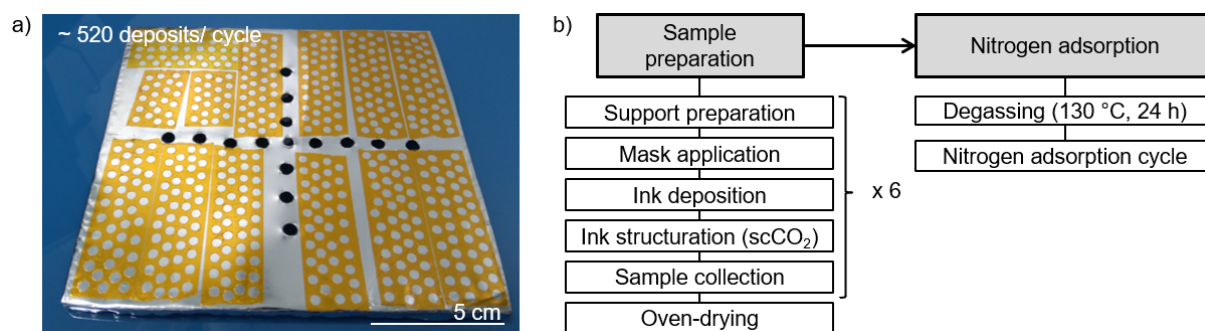 a)
~ 520 deposits/ cycle
5 cm
b)
Sample
preparation
Support preparation
Mask application
Ink deposition
Ink structuration (scCO₂)
Sample collection
Oven-drying
x 6
Nitrogen adsorption
Degassing (130 °C, 24 h)
Nitrogen adsorption cycle